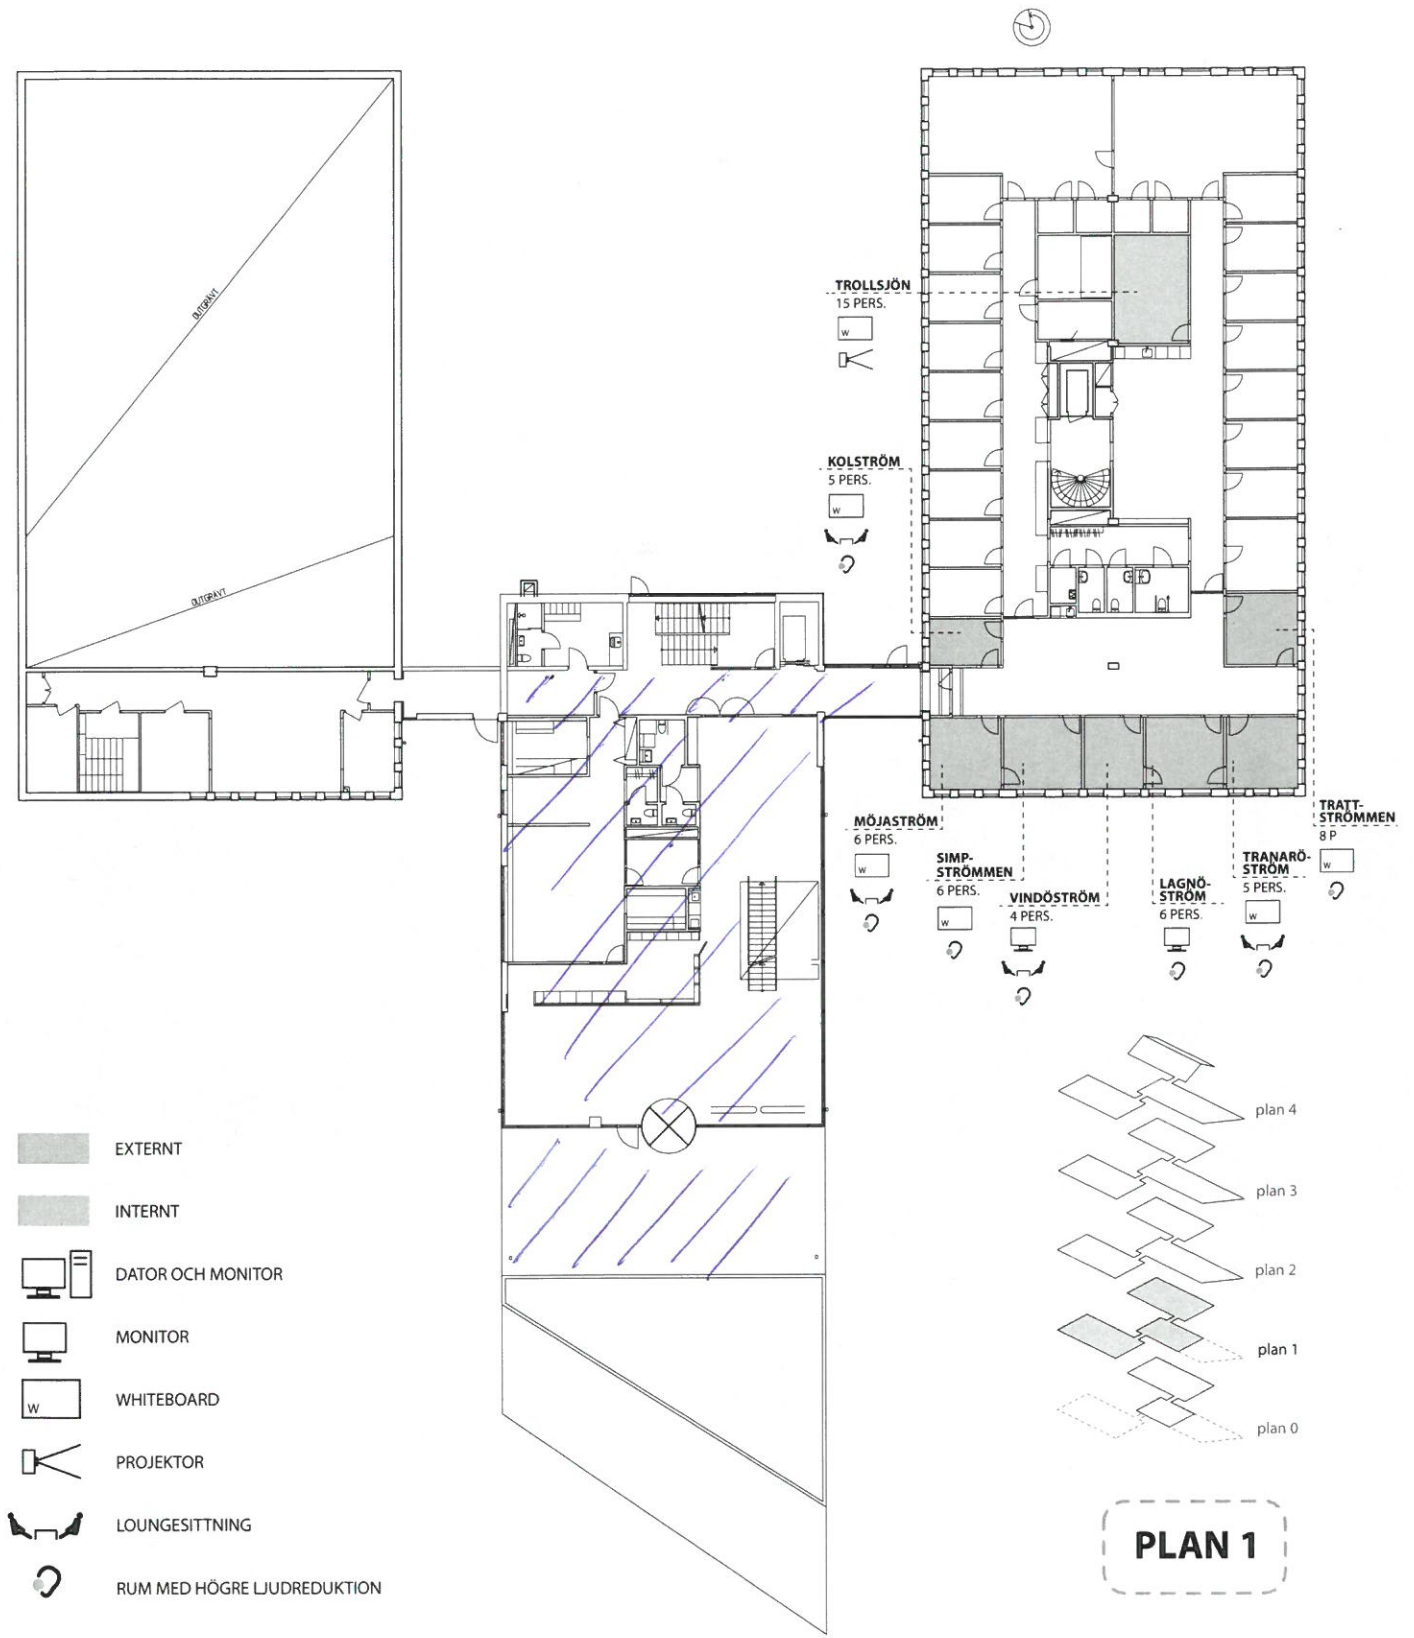 OUTGRÄVT
OUTGRÄVT
TROLLSJÖN
15 PERS.
W
KOLSTRÖM
5 PERS.
W
MÖJASTRÖM
6 PERS.
W
SIMP-
STRÖMMEN
6 PERS.
W
VINDÖSTRÖM
4 PERS.
LAGNÖ-
STRÖM
6 PERS.
TRANARÖ-
STRÖM
5 PERS.
W
TRATT-
STRÖMMEN
8 P
W
EXTERNT
INTERNT
DATOR OCH MONITOR
MONITOR
W
WHITEBOARD
PROJEKTOR
LOUNGESITTNING
RUM MED HÖGRE LJUDREDUKTION
plan 4
plan 3
plan 2
plan 1
plan 0
PLAN 1